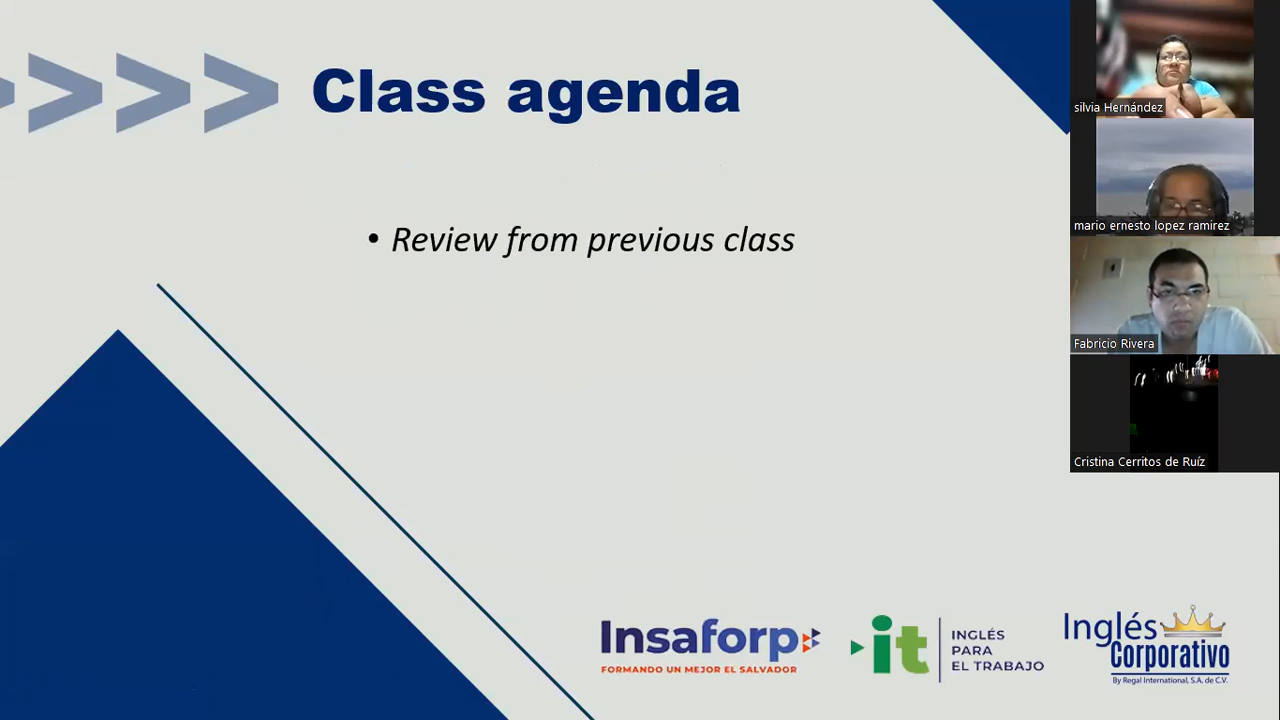 Class agenda
• Review from previous class
silvia Hernández
mario ernesto lopez ramirez
Fabricio Rivera
Cristina Cerritos de Ruíz
Insaforp
FORMANDO UN MEJOR EL SALVADOR
it
INGLÉS
PARA
EL TRABAJO
Inglés
Corporativo
By Regal International, S.A. de C.V.